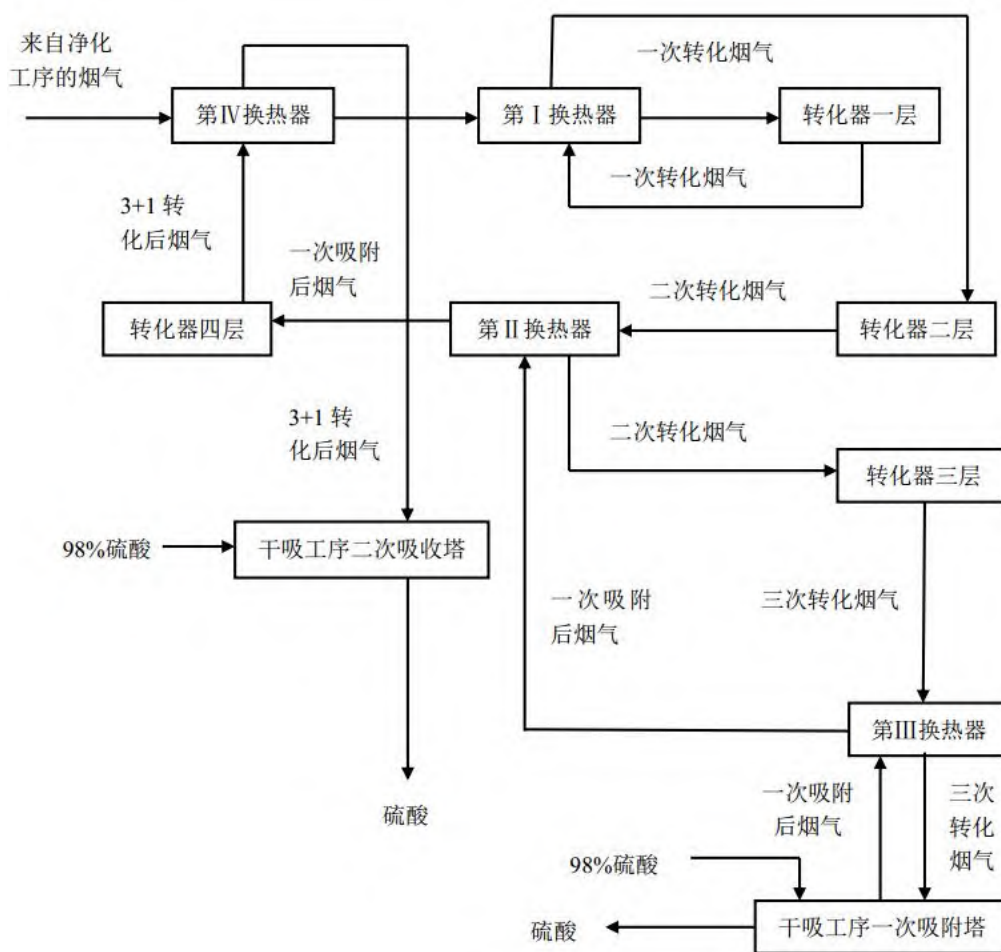 来自净化
工序的烟气
一次转化烟气
第Ⅳ换热器
第Ⅰ换热器
转化器一层
一次转化烟气
3+1 转
化后烟气
一次吸附
后烟气
二次转化烟气
转化器四层
第Ⅱ换热器
转化器二层
3+1 转
化后烟气
二次转化烟气
转化器三层
98%硫酸
干吸工序二次吸收塔
一次吸附
后烟气
三次转化烟气
第Ⅲ换热器
硫酸
一次吸附
后烟气
三次
转化
烟气
98%硫酸
硫酸
干吸工序一次吸附塔